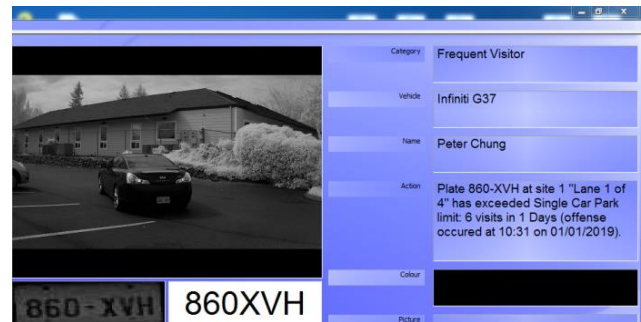 Category
Frequent Visitor
Vehicle
Infiniti G37
Name
Peter Chung
Action
Plate 860-XVH at site 1 "Lane 1 of
4" has exceeded Single Car Park
limit: 6 visits in 1 Days (offense
occured at 10:31 on 01/01/2019).
Colour
860-XVH
860XVH
Picture